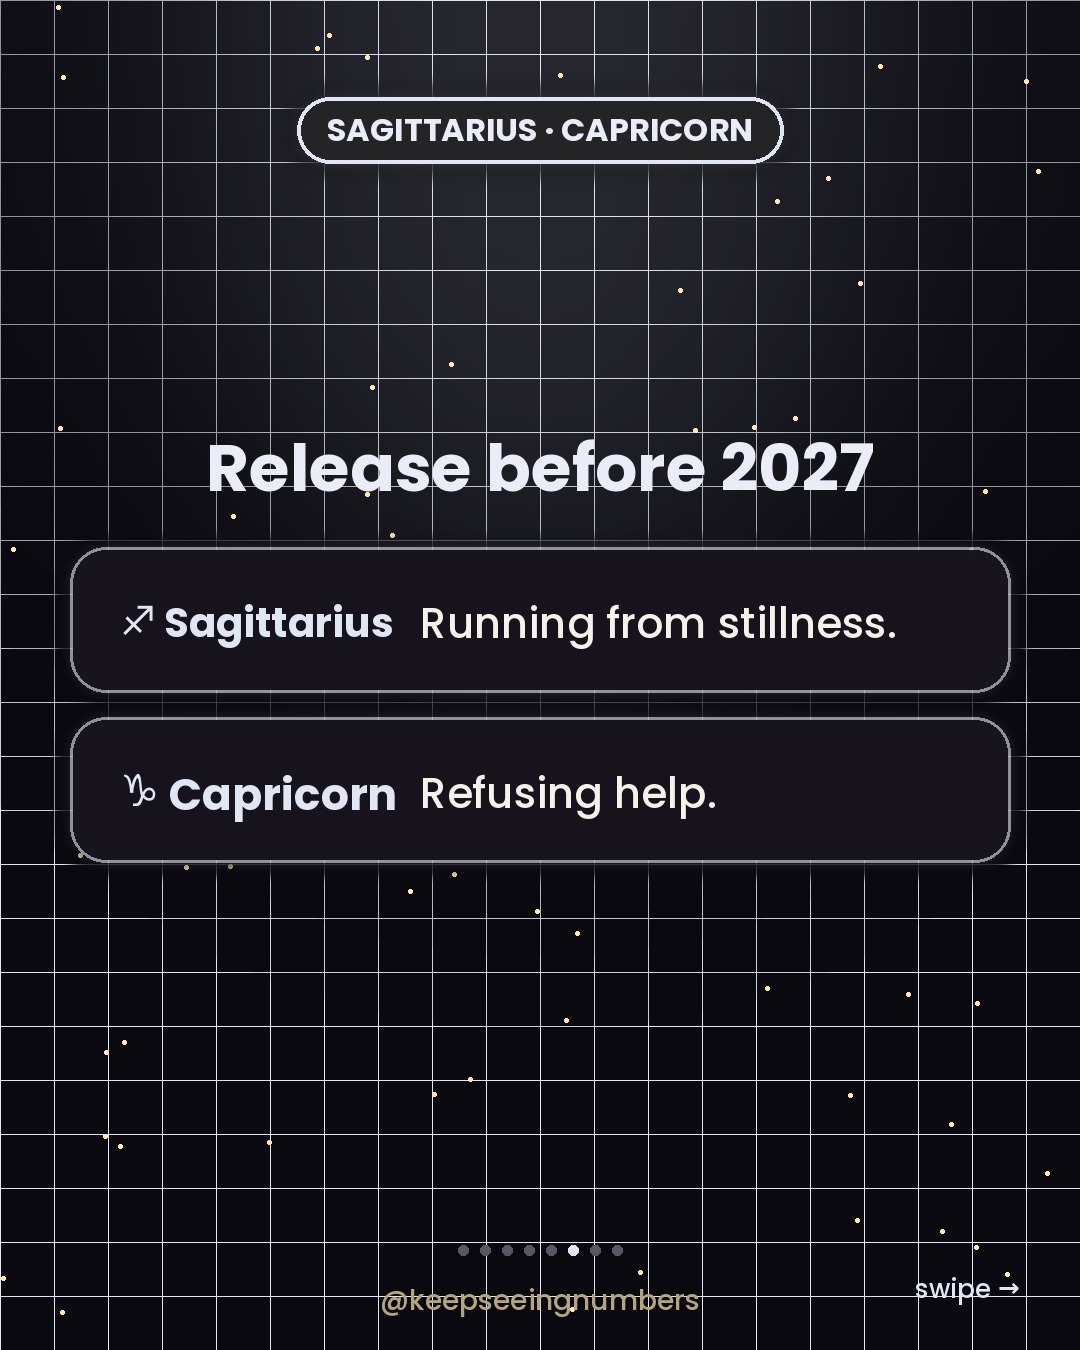 SAGITTARIUS · CAPRICORN
Release before 2027
♐ Sagittarius Running from stillness.
♑ Capricorn Refusing help.
@keepseeingnumbers
swipe →